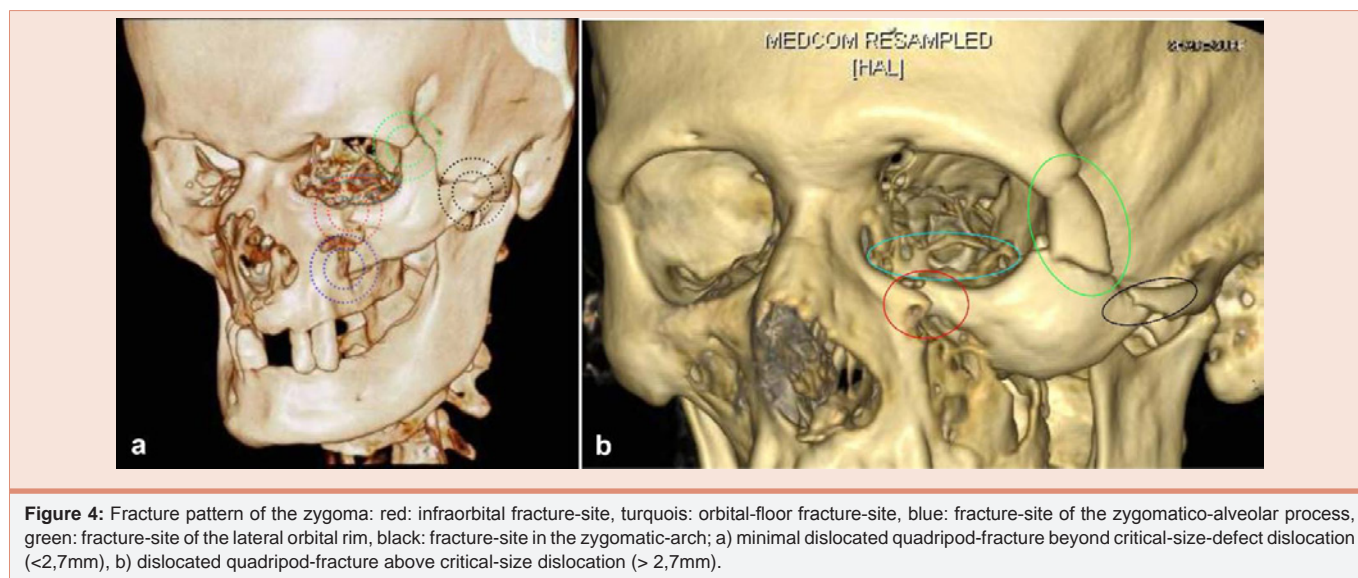 MEDCOM RESAMPLED
[HAL]
a
b
Figure 4: Fracture pattern of the zygoma: red: infraorbital fracture-site, turquois: orbital-floor fracture-site, blue: fracture-site of the zygomatico-alveolar process,
green: fracture-site of the lateral orbital rim, black: fracture-site in the zygomatic-arch; a) minimal dislocated quadripod-fracture beyond critical-size-defect dislocation
(<2,7mm), b) dislocated quadripod-fracture above critical-size dislocation (> 2,7mm).